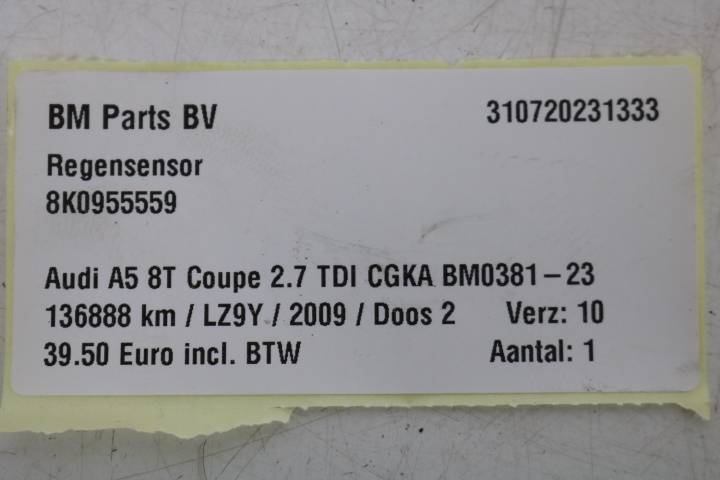 BM Parts BV 310720231333
Regensensor
8K0955559
Audi A5 8T Coupe 2.7 TDI CGKA BM0381-23
136888 km / LZ9Y / 2009 / Doos 2 Verz: 10
39.50 Euro incl. BTW Aantal: 1